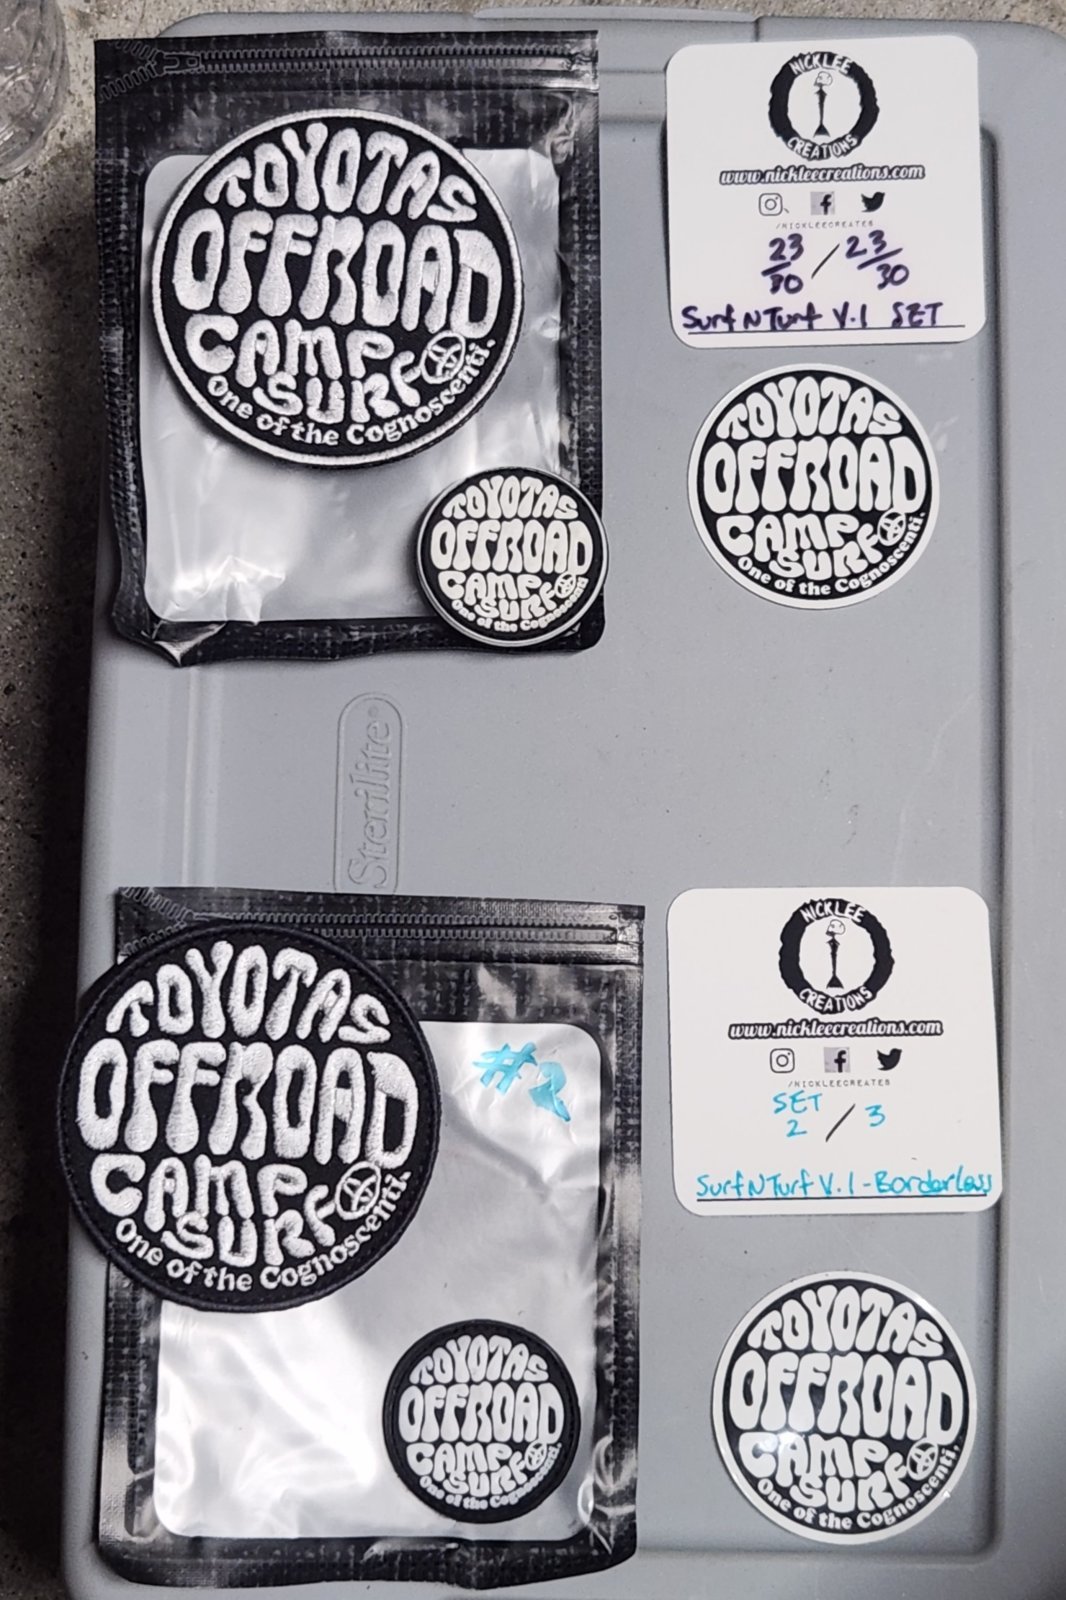 TOYOTAS
OFFROAD
CAMP
SURF
One of the Cognoscenti.
TOYOTAS
OFFROAD
CAMP
SURF
One of the Cognoscenti
NICKLEE
CREATIONS
www.nickleecreations.com
/NICKLEECREATES
23/30 / 23/30
Surf N Turf V.1 SET
TOYOTAS
OFFROAD
CAMP
SURF
One of the Cognoscenti.
Sterilite®
TOYOTAS
OFFROAD
CAMP
SURF
One of the Cognoscenti.
#2
TOYOTAS
OFFROAD
CAMP
SURF
One of the Cognoscenti.
NICKLEE
CREATIONS
www.nickleecreations.com
/NICKLEECREATES
SET
2 / 3
Surf N Turf V.1-Borderless
TOYOTAS
OFFROAD
CAMP
SURF
One of the Cognoscenti.